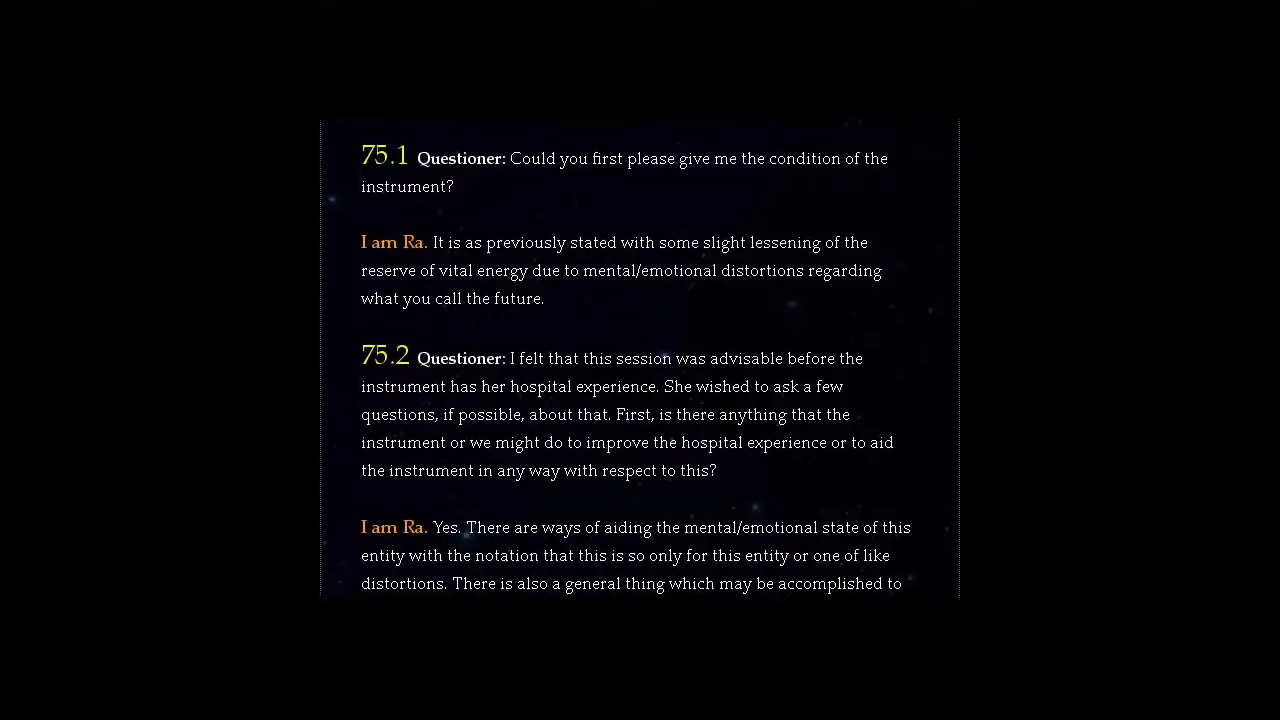 75.1 Questioner: Could you first please give me the condition of the
instrument?
I am Ra. It is as previously stated with some slight lessening of the
reserve of vital energy due to mental/emotional distortions regarding
what you call the future.
75.2 Questioner: I felt that this session was advisable before the
instrument has her hospital experience. She wished to ask a few
questions, if possible, about that. First, is there anything that the
instrument or we might do to improve the hospital experience or to aid
the instrument in any way with respect to this?
I am Ra. Yes. There are ways of aiding the mental/emotional state of this
entity with the notation that this is so only for this entity or one of like
distortions. There is also a general thing which may be accomplished to